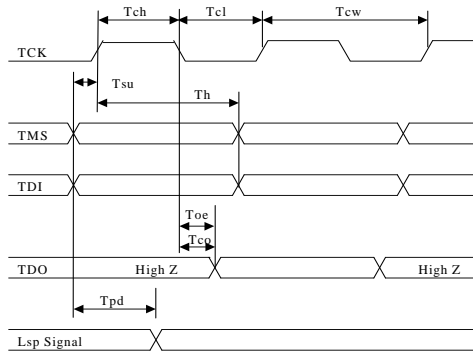 Tch Tcl Tcw
TCK
Tsu
Th
TMS
TDI
Toe
Tco
TDO High Z High Z
Tpd
Lsp Signal